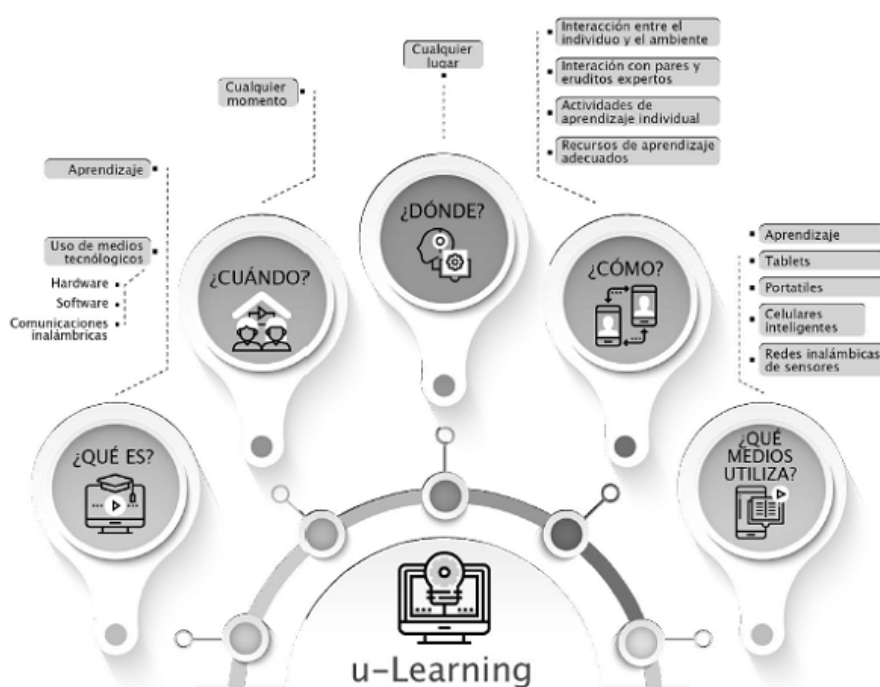 Aprendizaje
Uso de medios
tecnólogicos
Hardware
Software
Comunicaciones
inalámbricas
¿QUÉ ES?
Cualquier
momento
¿CUÁNDO?
Cualquier
lugar
¿DÓNDE?
Interacción entre el
individuo y el ambiente
Interación con pares y
eruditos expertos
Actividades de
aprendizaje individual
Recursos de aprendizaje
adecuados
¿CÓMO?
Aprendizaje
Tablets
Portatiles
Celulares
inteligentes
Redes inalámbicas
de sensores
¿QUÉ
MEDIOS
UTILIZA?
u-Learning